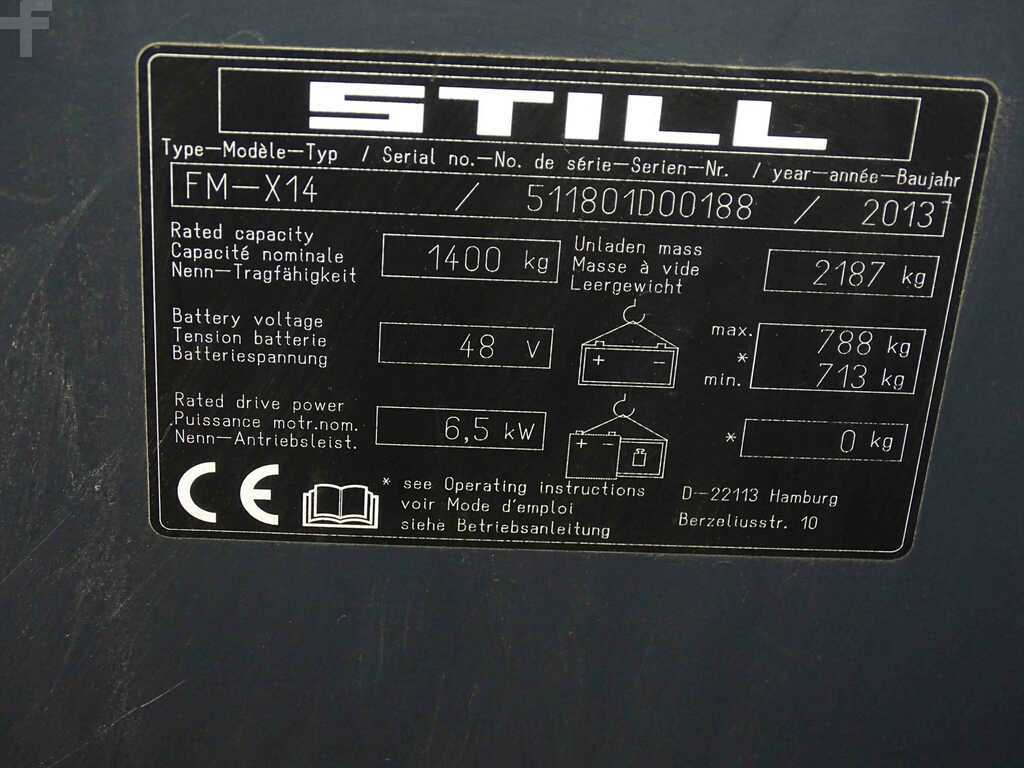 STILL
Type–Modèle–Typ / Serial no.–No. de série–Serien–Nr. / year–année–Baujahr
FM–X14 / 511801D00188 / 2013
Rated capacity
Capacité nominale
Nenn–Tragfähigkeit
1400 kg
Unladen mass
Masse à vide
Leergewicht
2187 kg
Battery voltage
Tension batterie
Batteriespannung
48 V
+ –
max. 788 kg
*
min. 713 kg
Rated drive power
Puissance motr.nom.
Nenn–Antriebsleist.
6,5 kW
+ –
* 0 kg
CE
* see Operating instructions
voir Mode d'emploi
siehe Betriebsanleitung
D–22113 Hamburg
Berzeliusstr. 10